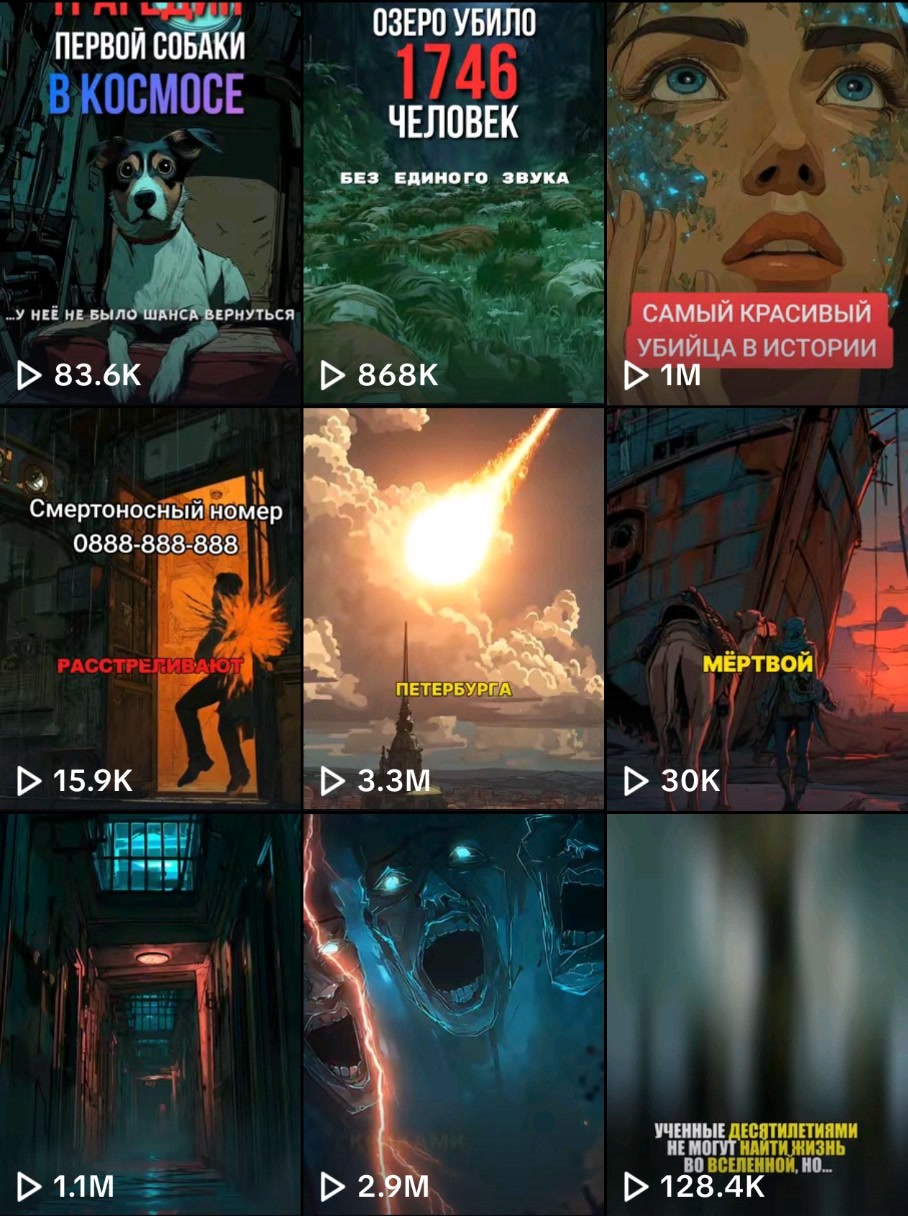 ТРАГЕДИЯ
ПЕРВОЙ СОБАКИ
В КОСМОСЕ
...У НЕЁ НЕ БЫЛО ШАНСА ВЕРНУТЬСЯ
83.6K
ОЗЕРО УБИЛО
1746
ЧЕЛОВЕК
БЕЗ ЕДИНОГО ЗВУКА
868K
САМЫЙ КРАСИВЫЙ
УБИЙЦА В ИСТОРИИ
1M
Смертоносный номер
0888-888-888
РАССТРЕЛИВАЮТ
15.9K
ПЕТЕРБУРГА
3.3M
МЁРТВОЙ
30K
1.1M
2.9M
УЧЕННЫЕ ДЕСЯТИЛЕТИЯМИ
НЕ МОГУТ НАЙТИ ЖИЗНЬ
ВО ВСЕЛЕННОЙ, НО...
128.4K